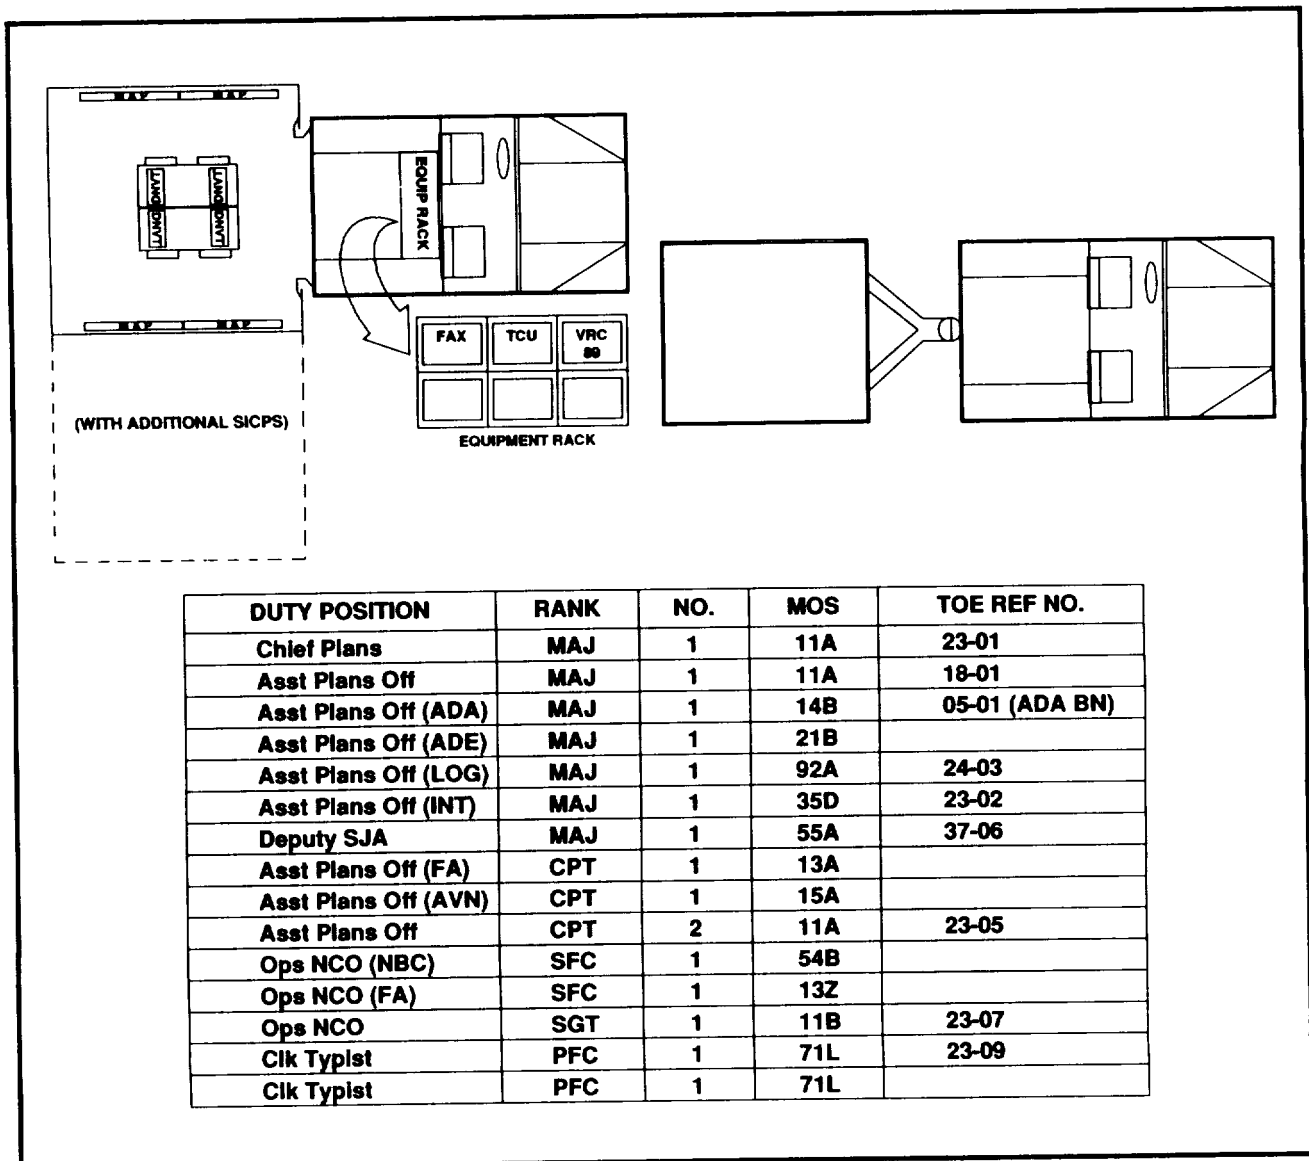 MAP MAP
EQUIP RACK
MAP MAP
FAX TCU VRC
(WITH ADDITIONAL SICPS)
EQUIPMENT RACK
DUTY POSITION RANK NO. MOS TOE REF NO.
Chief Plans MAJ 1 11A 23-01
Asst Plans Off MAJ 1 11A 18-01
Asst Plans Off (ADA) MAJ 1 14B 05-01 (ADA BN)
Asst Plans Off (ADE) MAJ 1 21B
Asst Plans Off (LOG) MAJ 1 92A 24-03
Asst Plans Off (INT) MAJ 1 35D 23-02
Deputy SJA MAJ 1 55A 37-06
Asst Plans Off (FA) CPT 1 13A
Asst Plans Off (AVN) CPT 1 15A
Asst Plans Off CPT 2 11A 23-05
Ops NCO (NBC) SFC 1 54B
Ops NCO (FA) SFC 1 13Z
Ops NCO SGT 1 11B 23-07
Clk Typist PFC 1 71L 23-09
Clk Typist PFC 1 71L